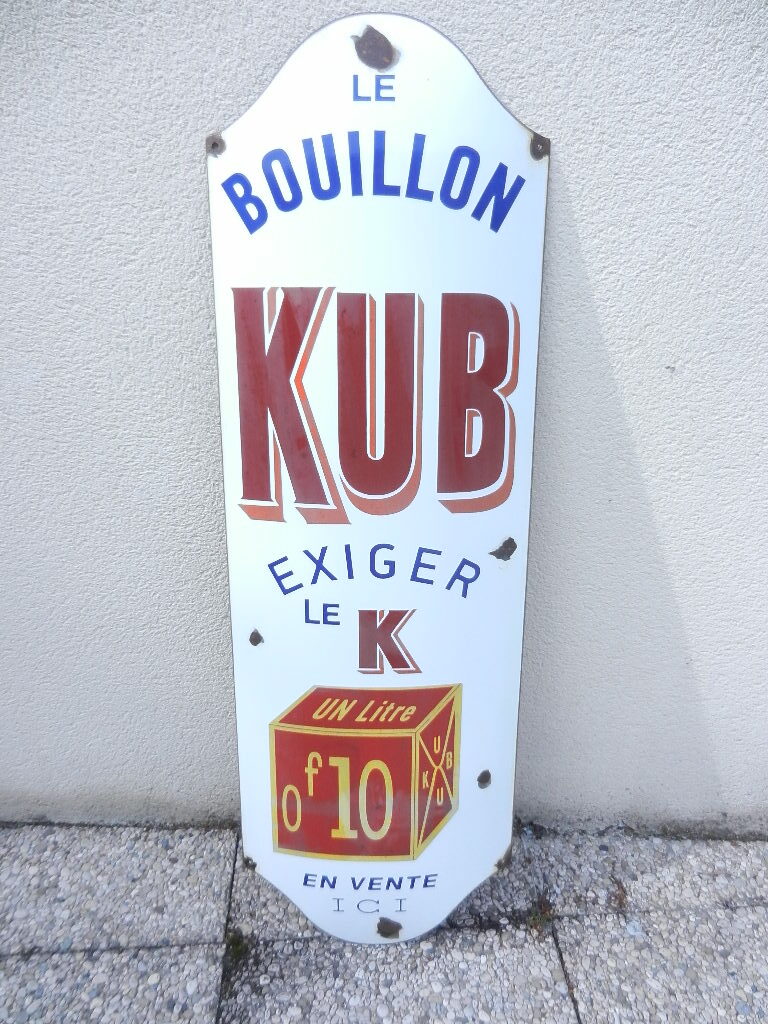 LE
BOUILLON
KUB
EXIGER
LE K
UN Litre
0f10
KUB
U
EN VENTE
ICI